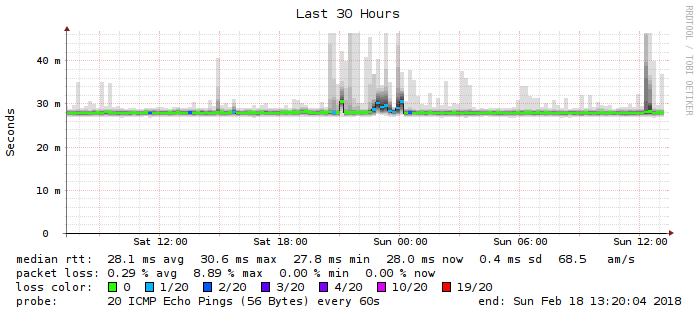 Last 30 Hours
RRDTOOL / TOBI OETIKER
Seconds
40 m
30 m
20 m
10 m
0
Sat 12:00 Sat 18:00 Sun 00:00 Sun 06:00 Sun 12:00
median rtt: 28.1 ms avg 30.6 ms max 27.8 ms min 28.0 ms now 0.4 ms sd 68.5 am/s
packet loss: 0.29 % avg 8.89 % max 0.00 % min 0.00 % now
loss color: 0 1/20 2/20 3/20 4/20 10/20 19/20
probe: 20 ICMP Echo Pings (56 Bytes) every 60s end: Sun Feb 18 13:20:04 2018